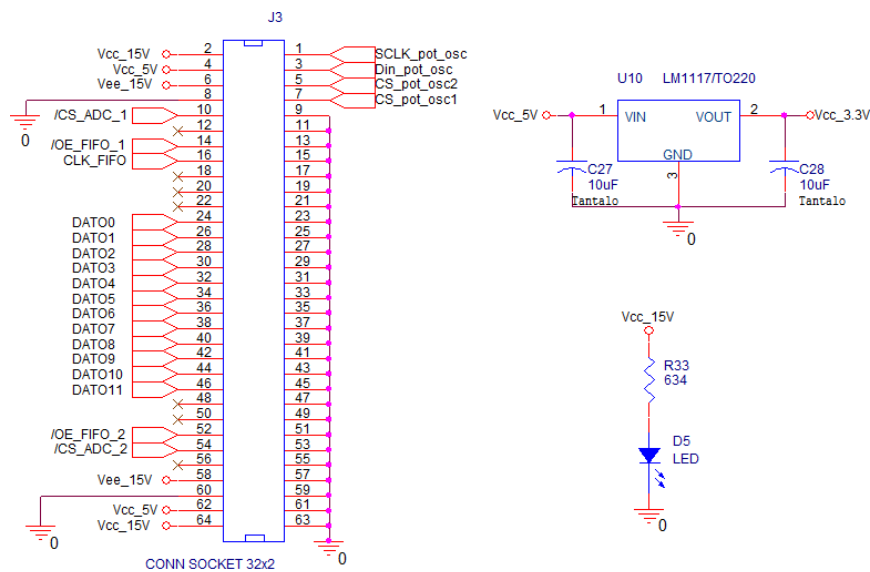 J3
Vcc_15V 2 1 SCLK_pot_osc
Vcc_5V 4 3 Din_pot_osc
Vee_15V 6 5 CS_pot_osc2
8 7 CS_pot_osc1
/CS_ADC_1 10 9
0
12 11
/OE_FIFO_1 14 13
CLK_FIFO 16 15
18 17
20 19
22 21
DATO0 24 23
DATO1 26 25
DATO2 28 27
DATO3 30 29
DATO4 32 31
DATO5 34 33
DATO6 36 35
DATO7 38 37
DATO8 40 39
DATO9 42 41
DATO10 44 43
DATO11 46 45
48 47
50 49
/OE_FIFO_2 52 51
/CS_ADC_2 54 53
56 55
Vee_15V 58 57
60 59
Vcc_5V 62 61
Vcc_15V 64 63
0
0
CONN SOCKET 32x2
U10 LM1117/TO220
Vcc_5V 1 VIN VOUT 2 Vcc_3.3V
GND
3
C27
10uF
Tantalo
C28
10uF
Tantalo
0
Vcc_15V
R33
634
D5
LED
0